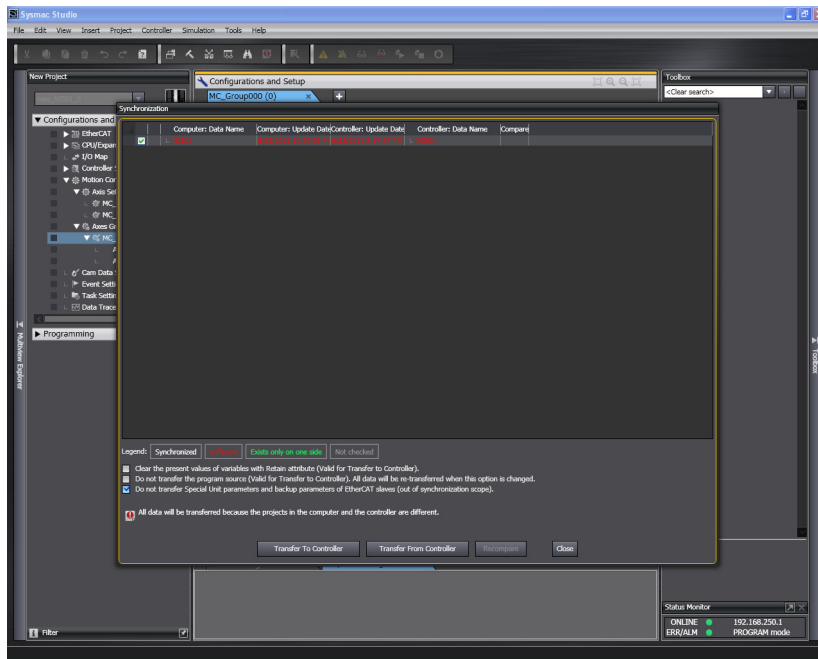 Sysmac Studio
File Edit View Insert Project Controller Simulation Tools Help
New Project
Configurations and Setup
Toolbox
MC_Group000 (0)
<Clear search>
Synchronization
Configurations and
Computer: Data Name Computer: Update Date Controller: Update Date Controller: Data Name Compare
EtherCAT
CPU/Expan
I/O Map
Controller S
Motion Con
Axis Set
MC_
MC_
Axes Gr
MC_
A
A
Cam Data
Event Setti
Task Settin
Data Trace
Programming
Multiview Explorer
Toolbox
Legend: Synchronized Exists only on one side Not checked
Clear the present values of variables with Retain attribute (Valid for Transfer to Controller).
Do not transfer the program source (Valid for Transfer to Controller). All data will be re-transferred when this option is changed.
Do not transfer Special Unit parameters and backup parameters of EtherCAT slaves (out of synchronization scope).
All data will be transferred because the projects in the computer and the controller are different.
Transfer To Controller Transfer From Controller Recompare Close
Status Monitor
ONLINE 192.168.250.1
ERR/ALM PROGRAM mode
Filter